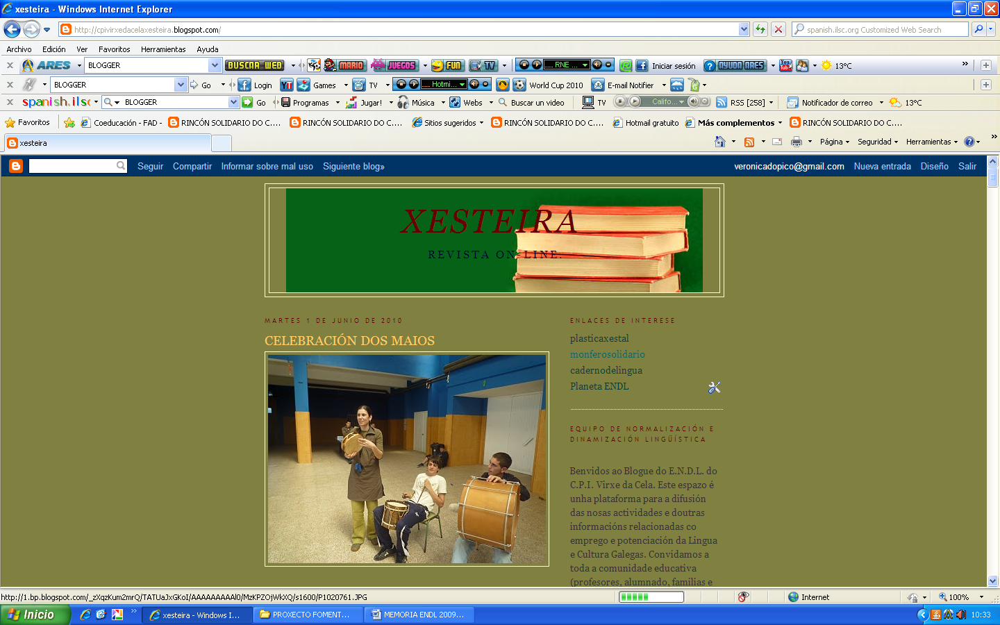 xesteira - Windows Internet Explorer
http://cpivirxedacelaxesteira.blogspot.com/
spanish.ilsc.org Customized Web Search
Archivo Edición Ver Favoritos Herramientas Ayuda
ARES BLOGGER BUSCAR WEB MARIO JUEGOS FUN TV RNE ... Iniciar sesión AYUDA ARES You Tube 13°C
BLOGGER Go Login YT Games TV Hotmi... World Cup 2010 E-mail Notifier
spanish.ilsc BLOGGER Go Programas Jugar! Música Webs Buscar un video TV Califo... RSS [258] Notificador de correo 13°C
Favoritos Coeducación - FAD - RINCÓN SOLIDARIO DO C.... RINCÓN SOLIDARIO DO C.... Sitios sugeridos RINCÓN SOLIDARIO DO C.... Hotmail gratuito Más complementos RINCÓN SOLIDARIO DO C....
xesteira Página Seguridad Herramientas
Seguir Compartir Informar sobre mal uso Siguiente blog» veronicadopico@gmail.com Nueva entrada Diseño Salir
XESTEIRA
REVISTA ON-LINE.
MARTES 1 DE JUNIO DE 2010
CELEBRACIÓN DOS MAIOS
ENLACES DE INTERESE
plasticaxestal
monferosolidario
cadernodelingua
Planeta ENDL
EQUIPO DE NORMALIZACIÓN E
DINAMIZACIÓN LINGÜÍSTICA
Benvidos ao Blogue do E.N.D.L. do
C.P.I. Virxe da Cela. Este espazo é
unha plataforma para a difusión
das nosas actividades e doutras
informacións relacionadas co
emprego e potenciación da Lingua
e Cultura Galegas. Convidamos a
toda a comunidade educativa
(profesores, alumnado, familias e
http://1.bp.blogspot.com/_zXqzKum2mrQ/TATUaJxGKoI/AAAAAAAAAl0/MzKPZOjWkXQ/s1600/P1020761.JPG Internet 100%
Inicio xesteira - Windows I... PROXECTO FOMENT... MEMORIA ENDL 2009... 10:33